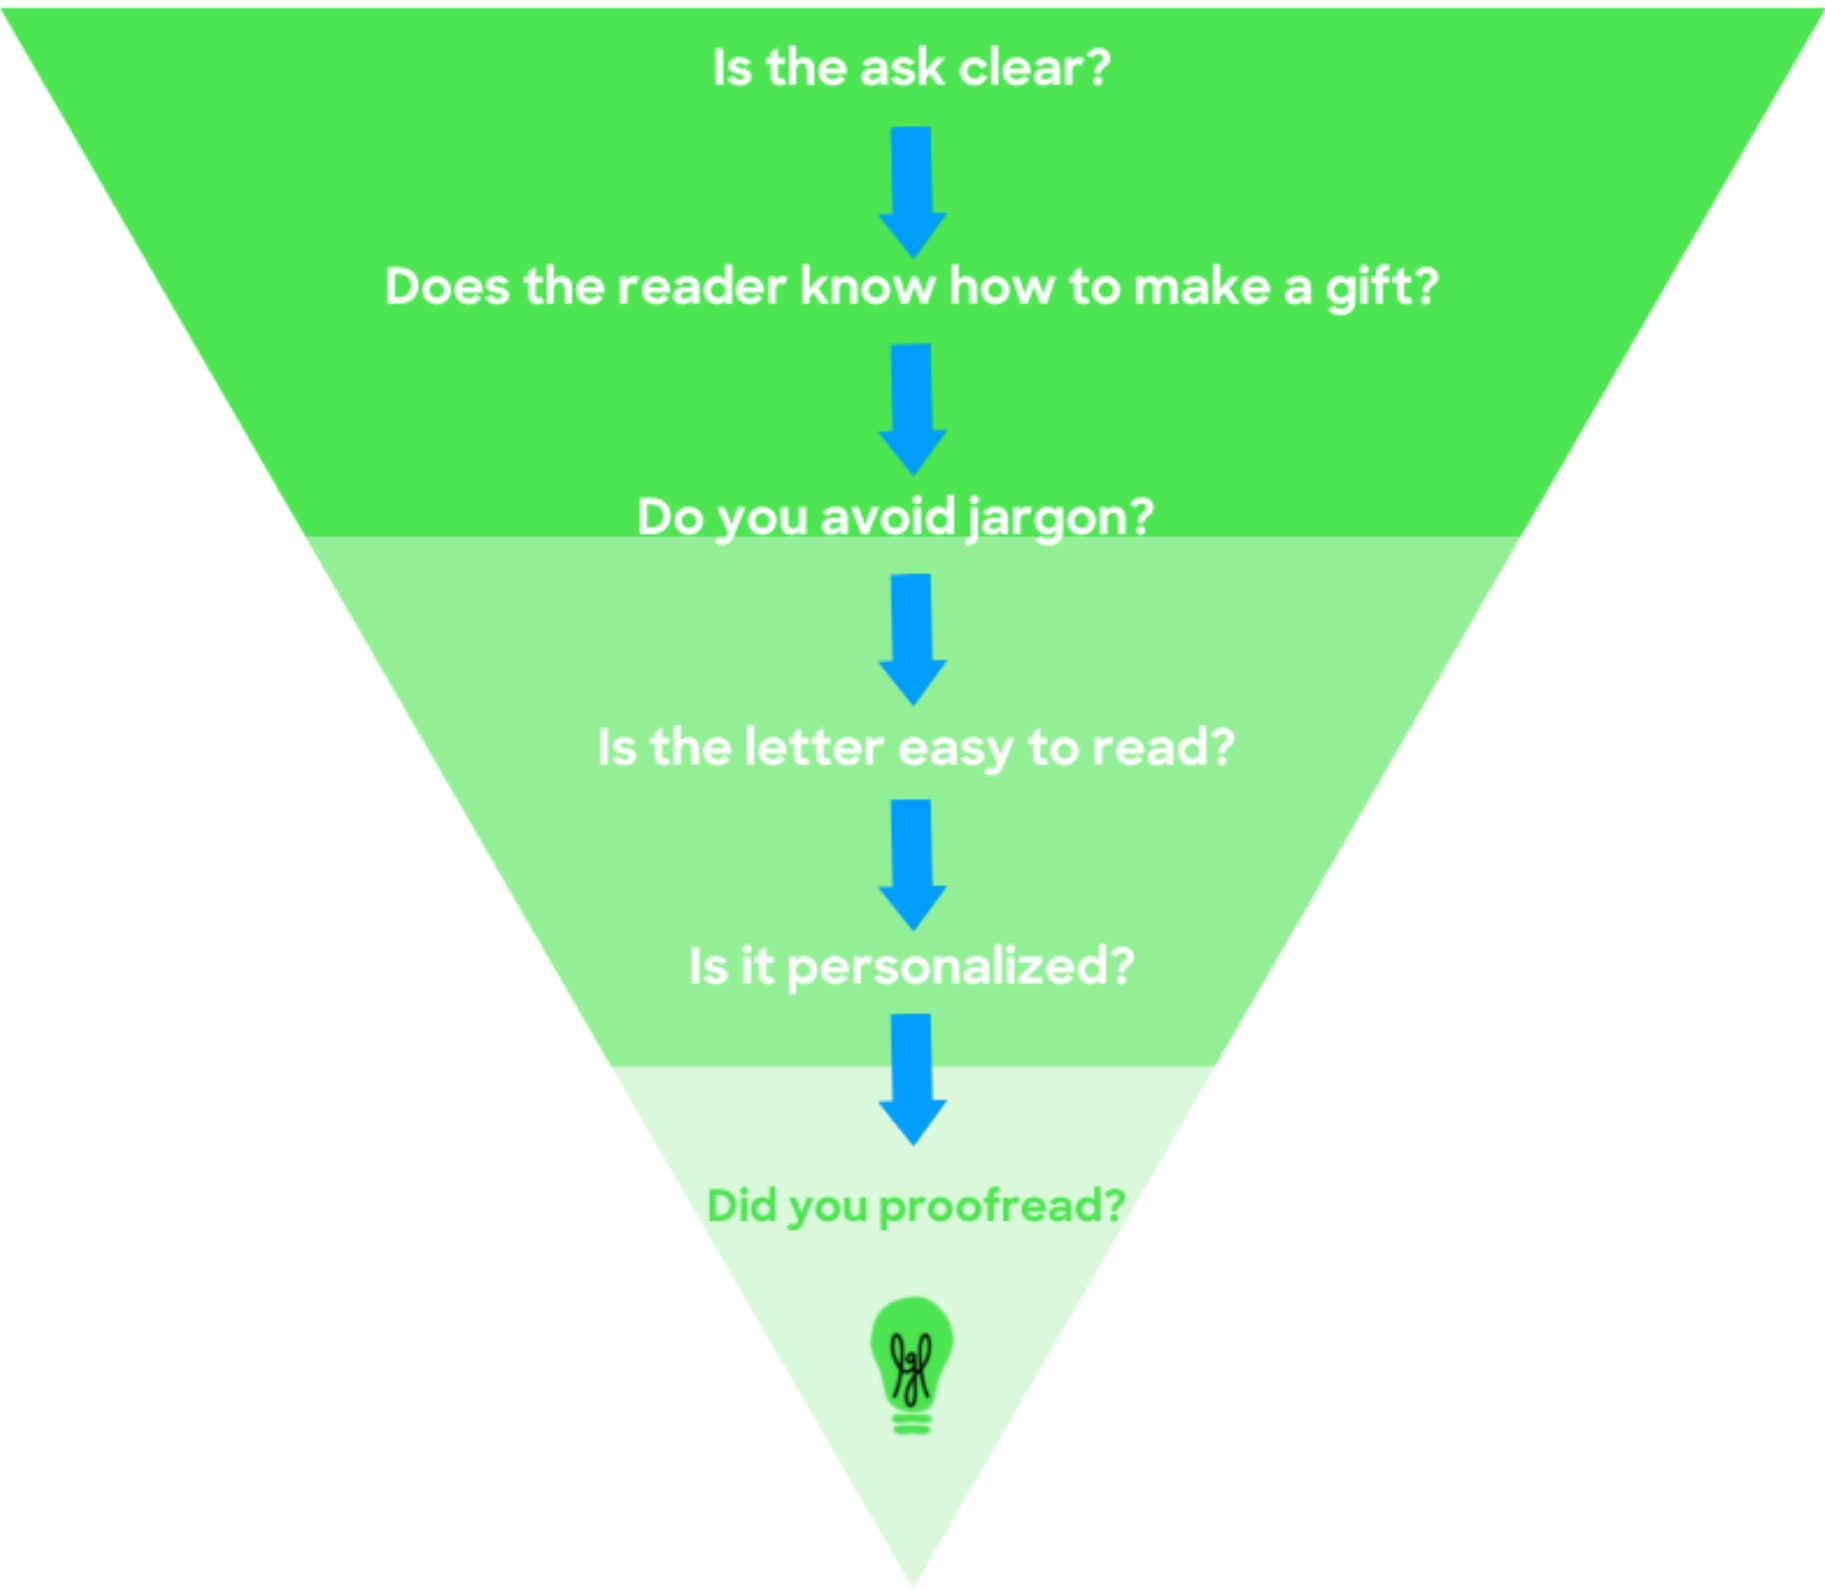 Is the ask clear?
Does the reader know how to make a gift?
Do you avoid jargon?
Is the letter easy to read?
Is it personalized?
Did you proofread?
lgl